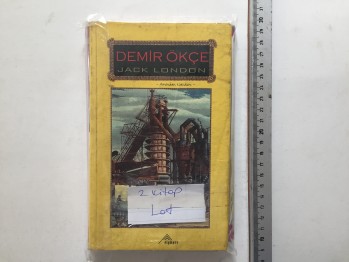 DEMİR ÖKÇE
JACK LONDON
2 kitap
Lot